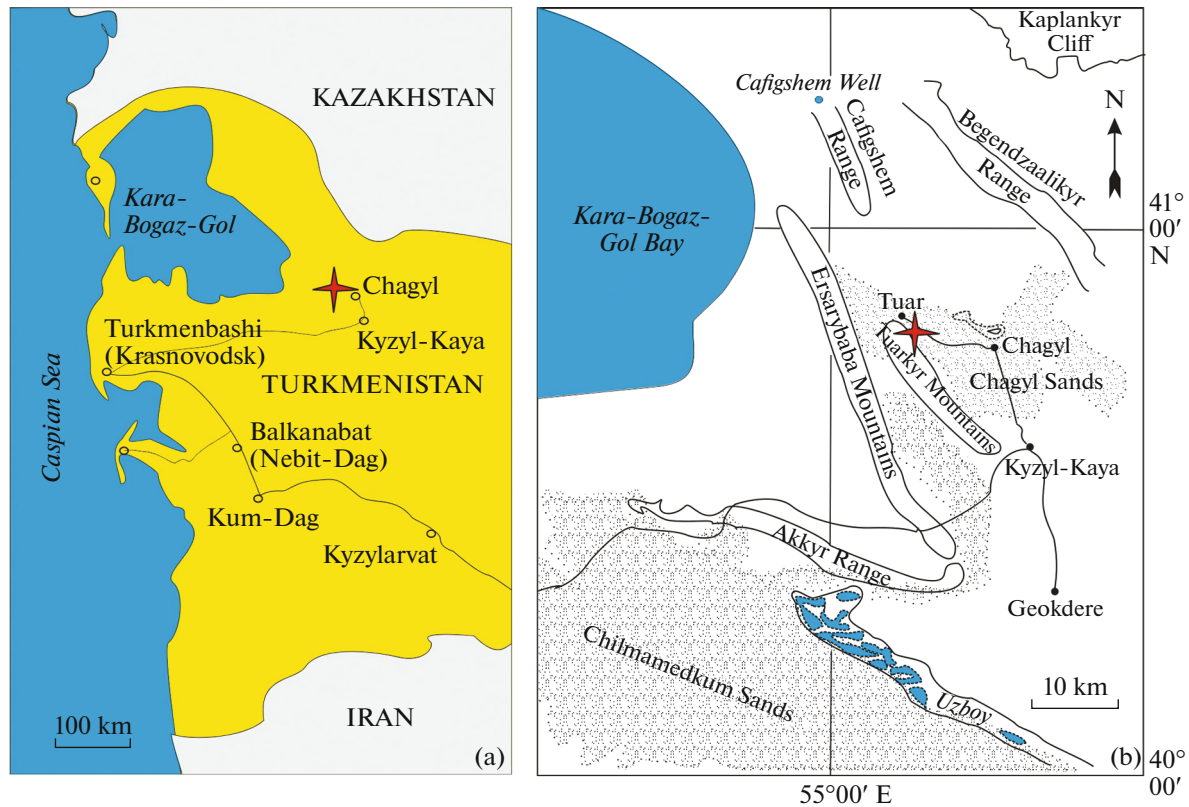 KAZAKHSTAN
Kara-
Bogaz-Gol
Chagyl
Kyzyl-Kaya
Turkmenbashi
(Krasnovodsk)
TURKMENISTAN
Caspian Sea
Balkanabat
(Nebit-Dag)
Kum-Dag
Kyzylarvat
IRAN
100 km
(a)
Kaplankyr
Cliff
Cafigshem Well
Cafigshem
Range
Begendzaalikyr
Range
N
41°
00′
N
Kara-Bogaz-
Gol Bay
Ersarybaba Mountains
Tuar
Tuarkyr Mountains
Chagyl
Chagyl Sands
Kyzyl-Kaya
Akkyr Range
Geokdere
Chilmamedkum Sands
Uzboy
10 km
(b)
40°
00′
55°00′ E